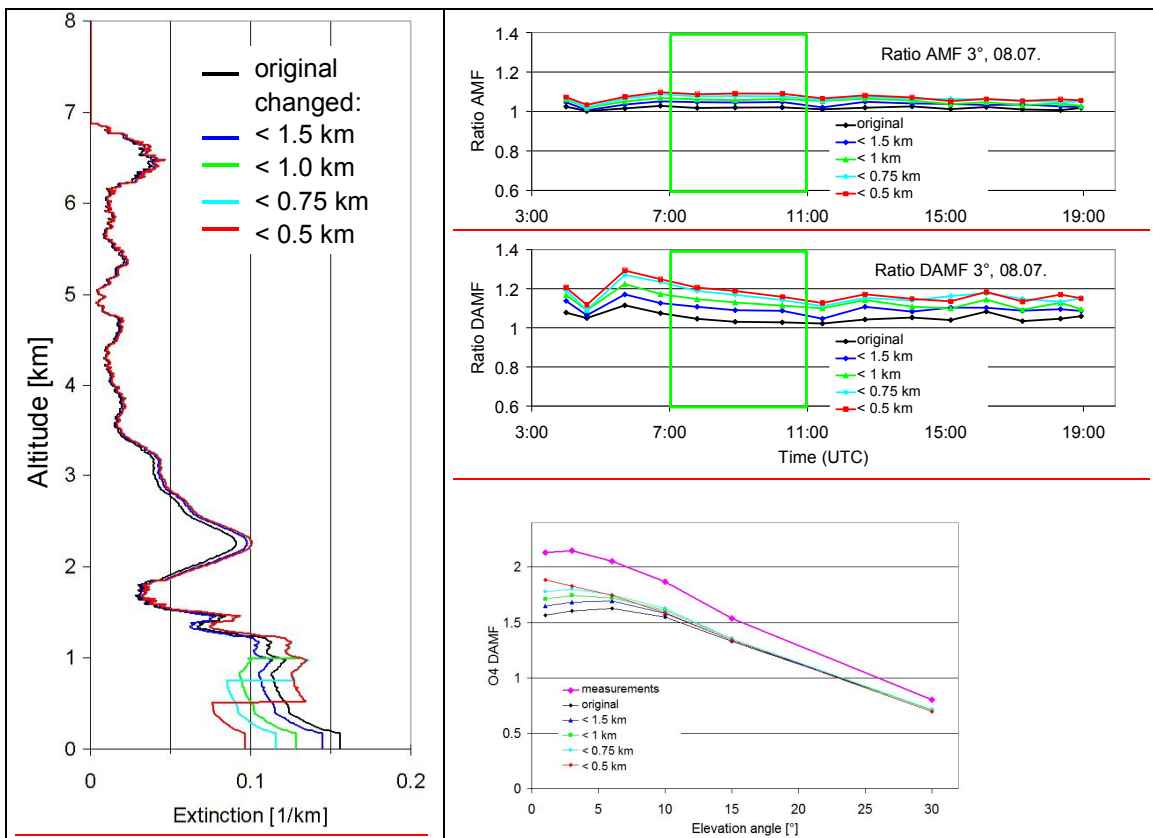 8
7
6
5
4
3
2
1
0
Altitude [km]
original
changed:
< 1.5 km
< 1.0 km
< 0.75 km
< 0.5 km
0 0.1 0.2
Extinction [1/km]
1.4
1.2
1
0.8
0.6
Ratio AMF
Ratio AMF 3°, 08.07.
original
< 1.5 km
< 1 km
< 0.75 km
< 0.5 km
3:00 7:00 11:00 15:00 19:00
1.4
1.2
1
0.8
0.6
Ratio DAMF
Ratio DAMF 3°, 08.07.
original
< 1.5 km
< 1 km
< 0.75 km
< 0.5 km
3:00 7:00 11:00 15:00 19:00
Time (UTC)
2
1.5
1
0.5
0
O4 DAMF
measurements
original
< 1.5 km
< 1 km
< 0.75 km
< 0.5 km
0 5 10 15 20 25 30
Elevation angle [°]